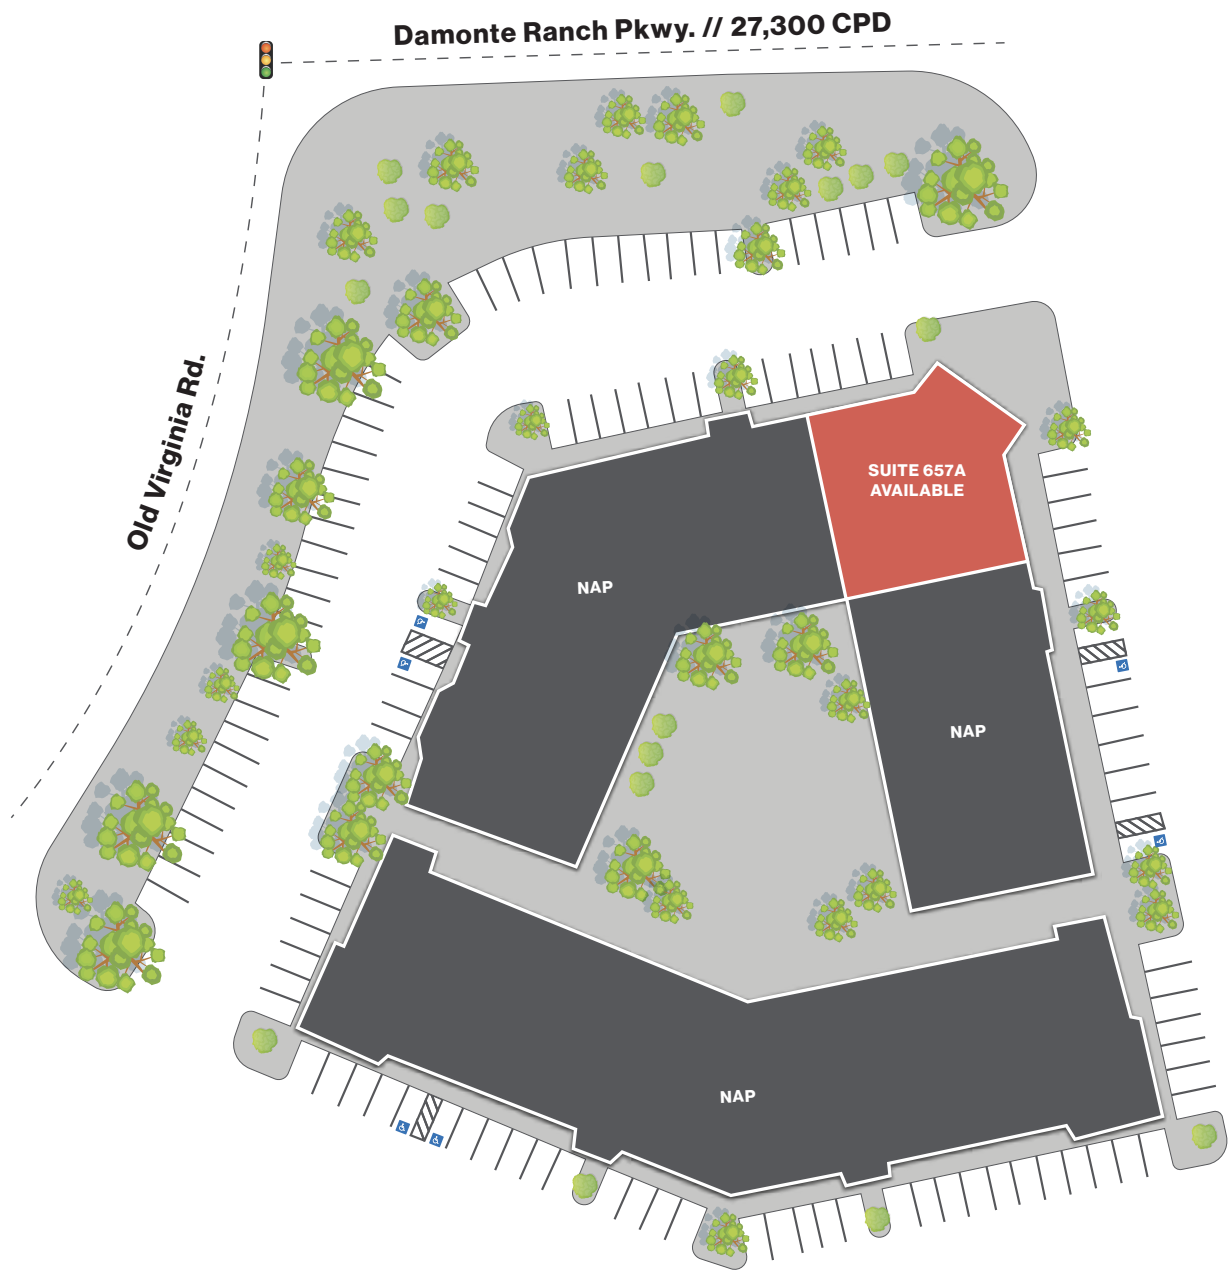 Damonte Ranch Pkwy. // 27,300 CPD
Old Virginia Rd.
SUITE 657A
AVAILABLE
NAP
NAP
NAP